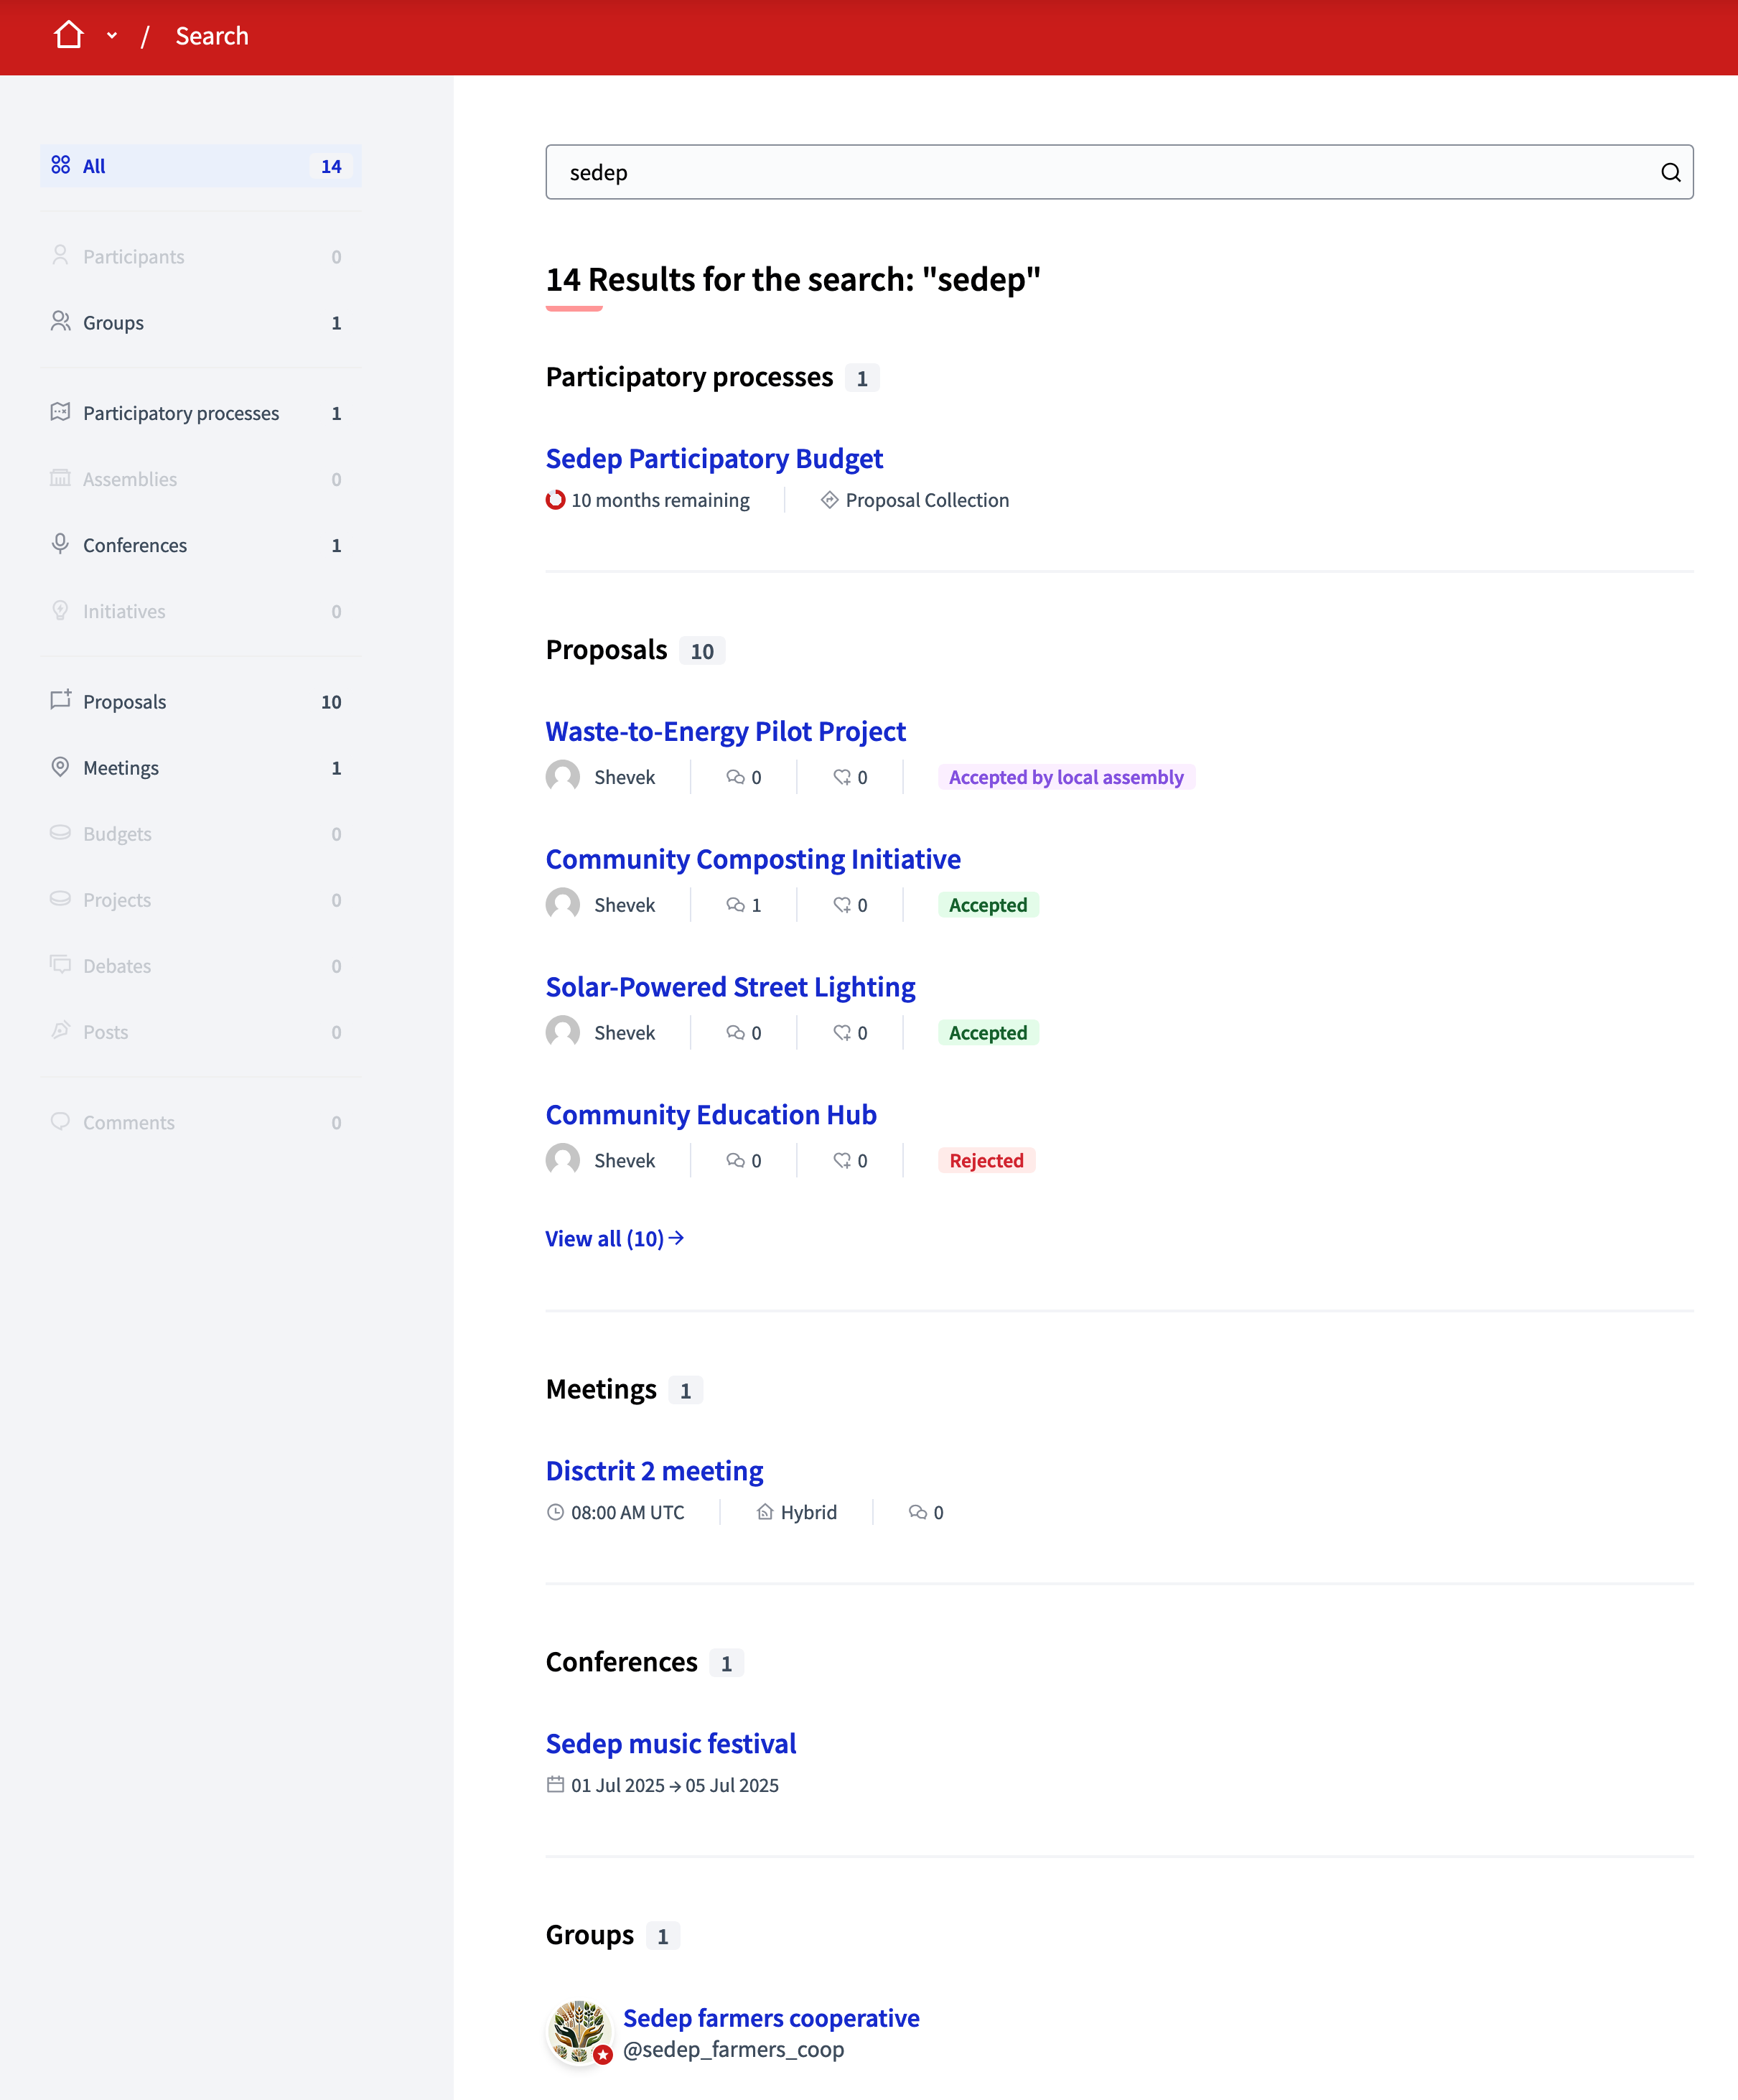 / Search
All 14
Participants 0
Groups 1
Participatory processes 1
Assemblies 0
Conferences 1
Initiatives 0
Proposals 10
Meetings 1
Budgets 0
Projects 0
Debates 0
Posts 0
Comments 0
sedep
14 Results for the search: "sedep"
Participatory processes 1
Sedep Participatory Budget
10 months remaining Proposal Collection
Proposals 10
Waste-to-Energy Pilot Project
Shevek 0 0 Accepted by local assembly
Community Composting Initiative
Shevek 1 0 Accepted
Solar-Powered Street Lighting
Shevek 0 0 Accepted
Community Education Hub
Shevek 0 0 Rejected
View all (10) →
Meetings 1
Disctrit 2 meeting
08:00 AM UTC Hybrid 0
Conferences 1
Sedep music festival
01 Jul 2025 → 05 Jul 2025
Groups 1
Sedep farmers cooperative
@sedep_farmers_coop